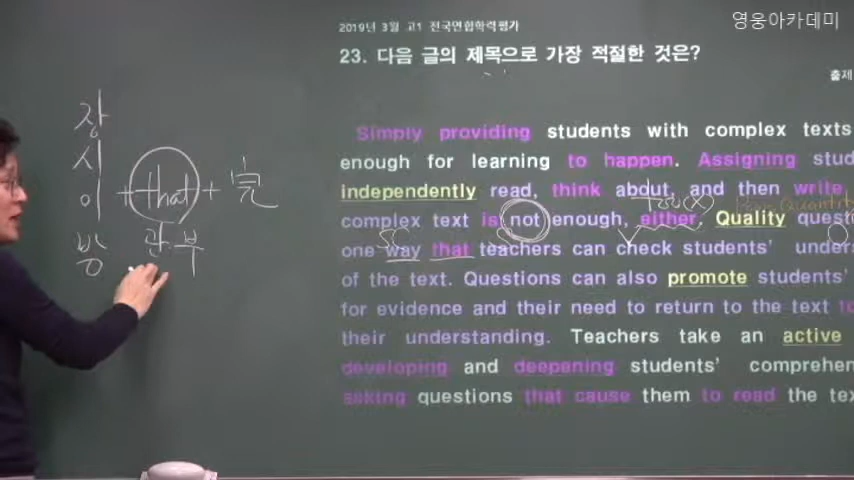 영웅아카데미
2019년 3월 고1 전국연합학력평가
23. 다음 글의 제목으로 가장 적절한 것은?
출제
Simply providing students with complex texts
enough for learning to happen. Assigning stud
independently read, think about, and then write
complex text is not enough, either. Quality quest
one way that teachers can check students' unders
of the text. Questions can also promote students'
for evidence and their need to return to the text to
their understanding. Teachers take an active
developing and deepening students' comprehen
asking questions that cause them to read the tex
too(X)
장
시
이
방
+ that + 完
관·부